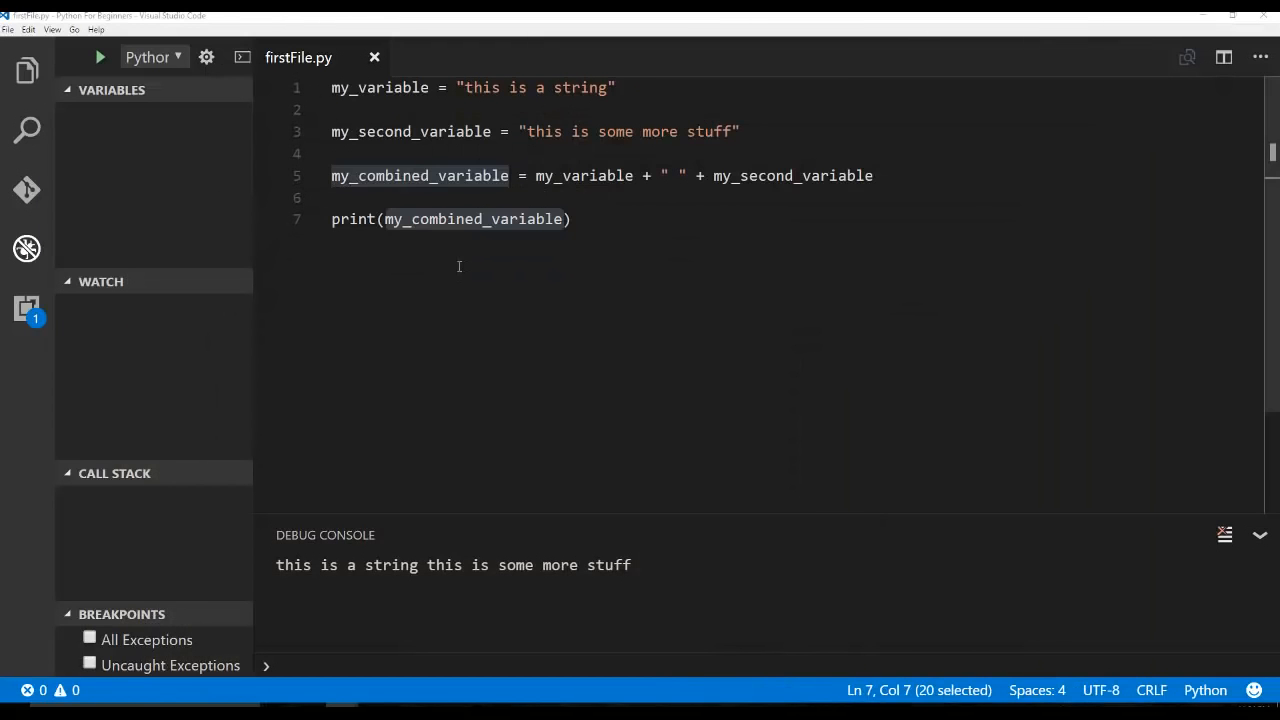 firstFile.py - Python For Beginners - Visual Studio Code
File Edit View Go Help
Python
firstFile.py
VARIABLES
1 my_variable = "this is a string"
2
3 my_second_variable = "this is some more stuff"
4
5 my_combined_variable = my_variable + " " + my_second_variable
6
7 print(my_combined_variable)
WATCH
1
CALL STACK
DEBUG CONSOLE
this is a string this is some more stuff
BREAKPOINTS
All Exceptions
Uncaught Exceptions
0 0 Ln 7, Col 7 (20 selected) Spaces: 4 UTF-8 CRLF Python